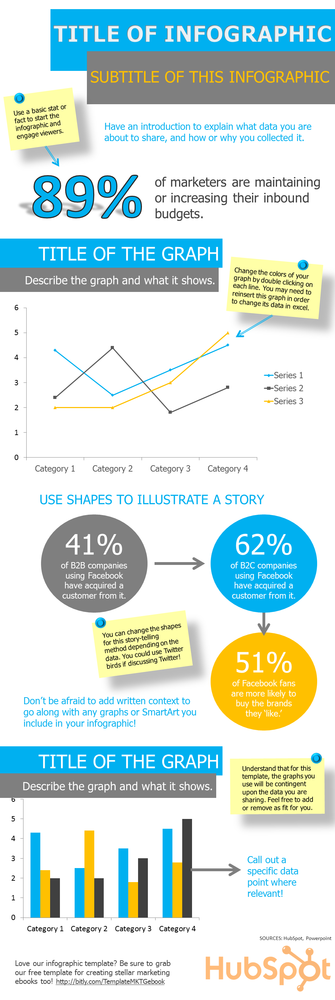 TITLE OF INFOGRAPHIC
SUBTITLE OF THIS INFOGRAPHIC
Use a basic stat or
fact to start the
infographic and
engage viewers.
Have an introduction to explain what data you are
about to share, and how or why you collected it.
89%
of marketers are maintaining
or increasing their inbound
budgets.
TITLE OF THE GRAPH
Describe the graph and what it shows.
Change the colors of your
graph by double clicking on
each line. You may need to
reinsert this graph in order
to change its data in excel.
6
5
4
3
2
1
0
Series 1
Series 2
Series 3
Category 1
Category 2
Category 3
Category 4
USE SHAPES TO ILLUSTRATE A STORY
41%
of B2B companies
using Facebook
have acquired a
customer from it.
62%
of B2C companies
using Facebook
have acquired a
customer from it.
You can change the shapes
for this story-telling
method depending on the
data. You could use Twitter
birds if discussing Twitter!
51%
of Facebook fans
are more likely to
buy the brands
they ‘like.’
Don’t be afraid to add written context to
go along with any graphs or SmartArt you
include in your infographic!
TITLE OF THE GRAPH
Describe the graph and what it shows.
Understand that for this
template, the graphs you
use will be contingent
upon the data you are
sharing. Feel free to add
or remove as fit for you.
6
5
4
3
2
1
0
Category 1
Category 2
Category 3
Category 4
Call out a
specific data
point where
relevant!
SOURCES: HubSpot, Powerpoint
Love our infographic template? Be sure to grab
our free template for creating stellar marketing
ebooks too! http://bitly.com/TemplateMKTGebook
HubSpot